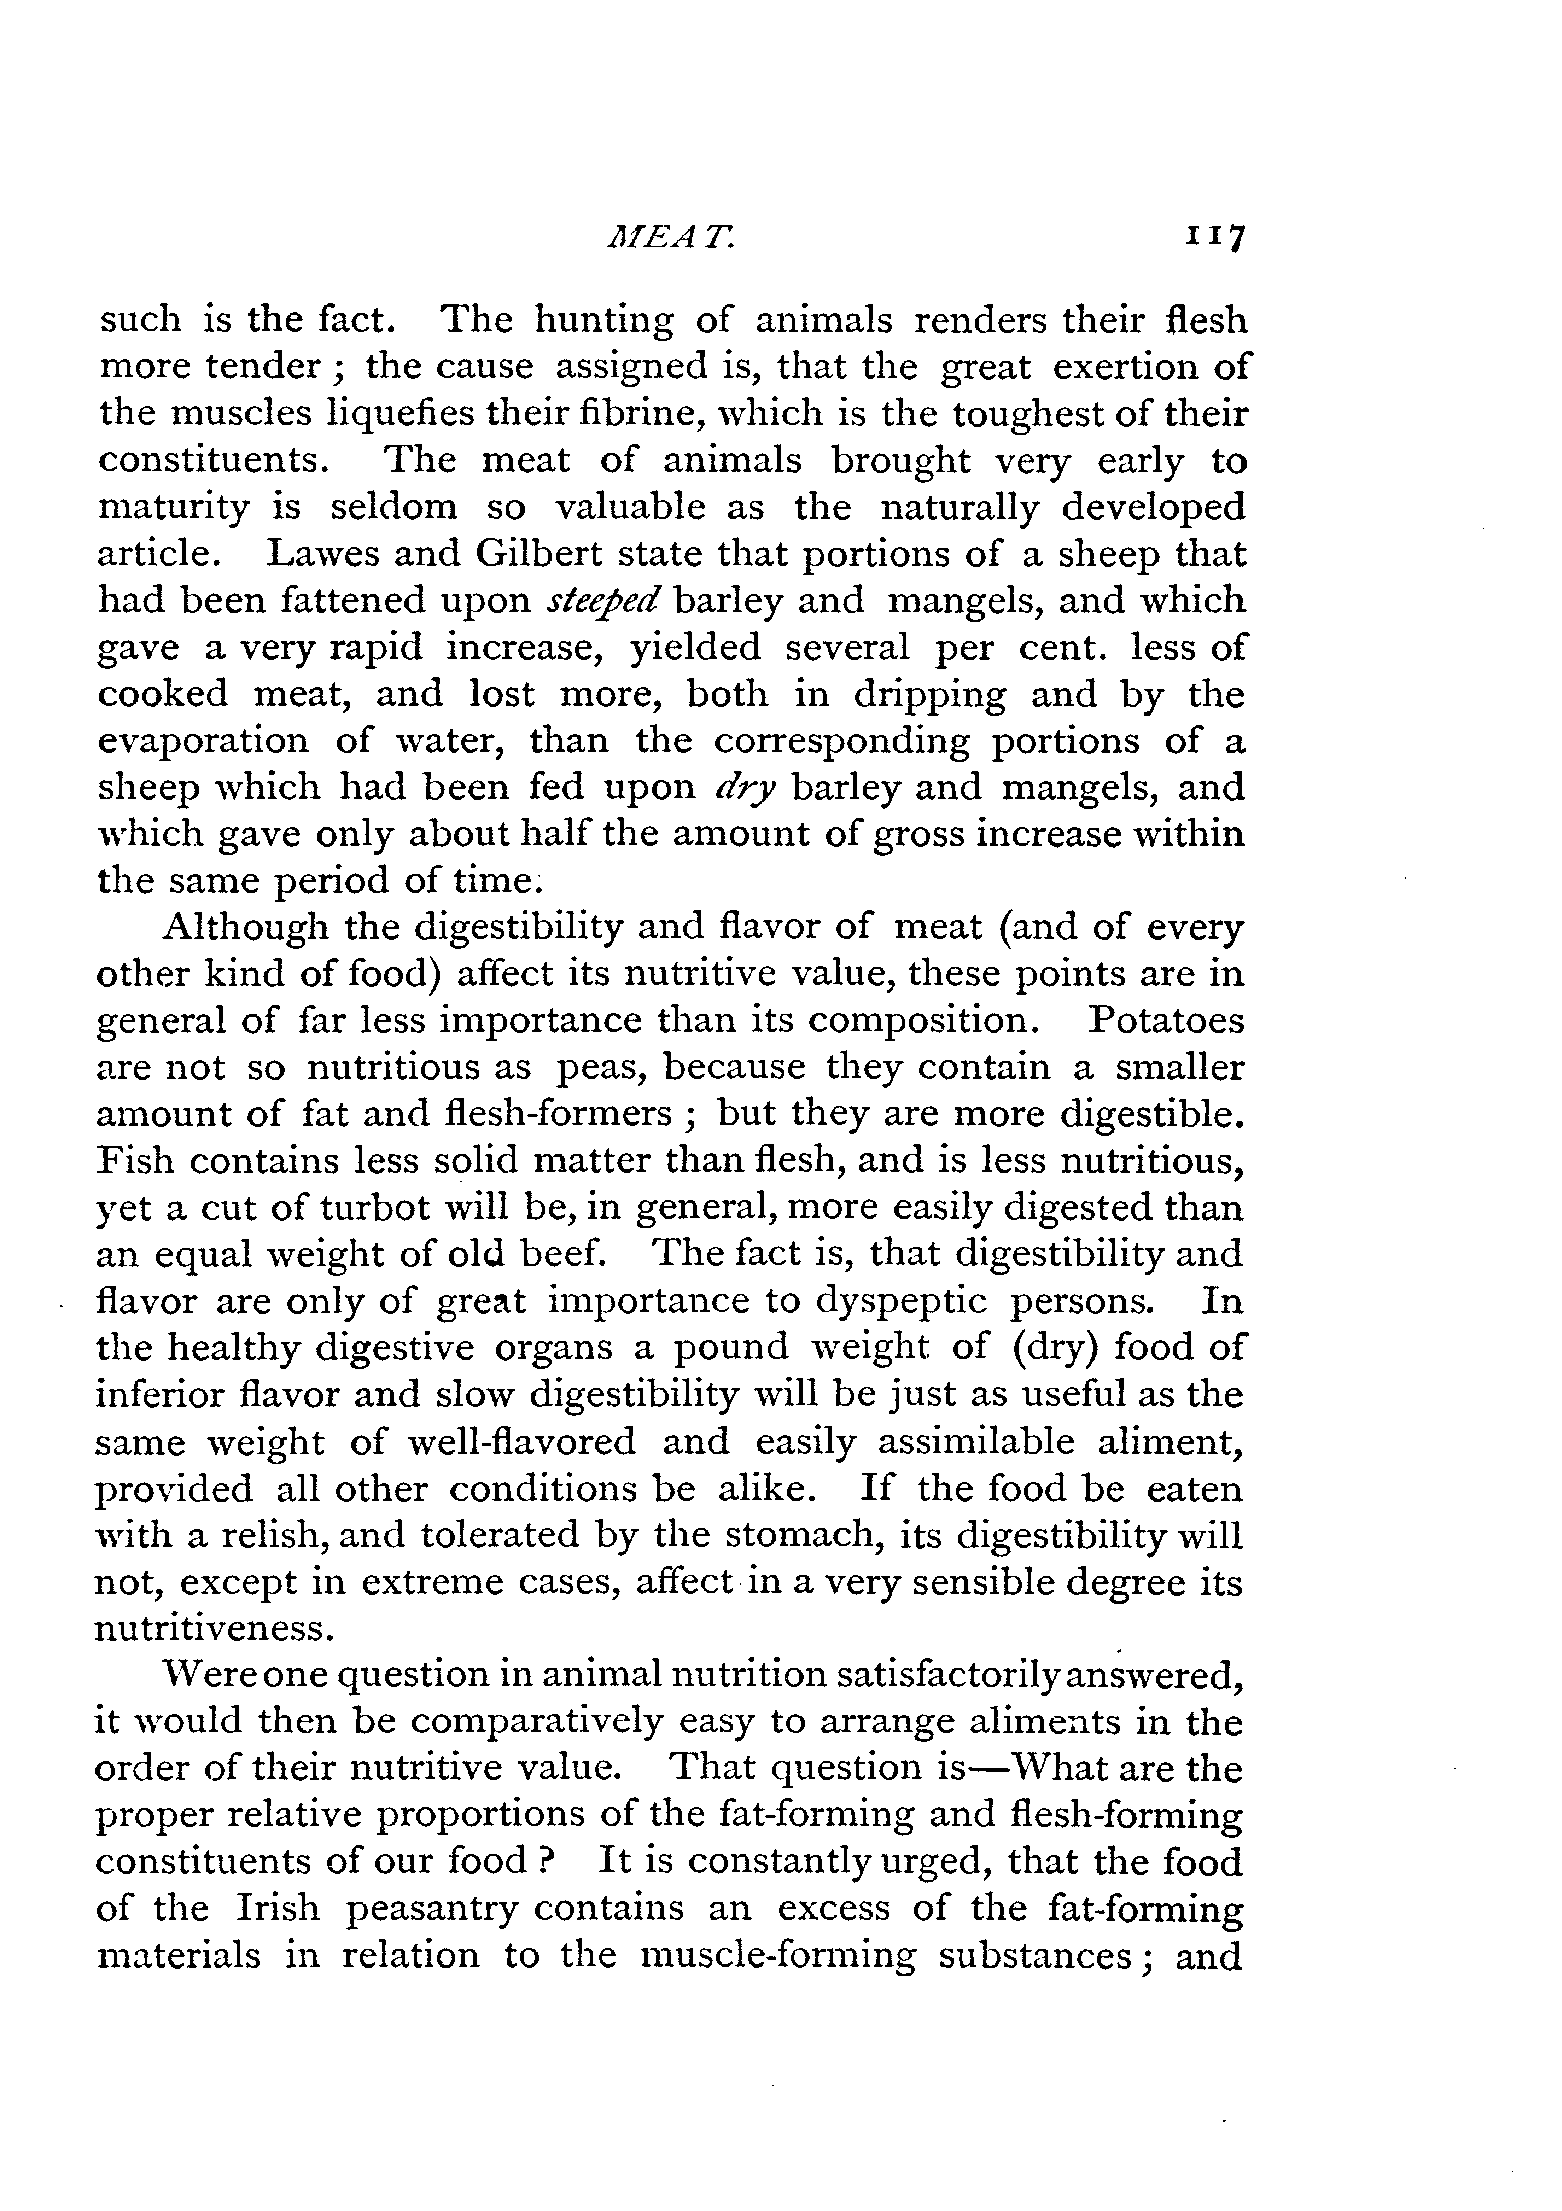 MEAT. 117
such is the fact. The hunting of animals renders their flesh
more tender ; the cause assigned is, that the great exertion of
the muscles liquefies their fibrine, which is the toughest of their
constituents. The meat of animals brought very early to
maturity is seldom so valuable as the naturally developed
article. Lawes and Gilbert state that portions of a sheep that
had been fattened upon steeped barley and mangels, and which
gave a very rapid increase, yielded several per cent. less of
cooked meat, and lost more, both in dripping and by the
evaporation of water, than the corresponding portions of a
sheep which had been fed upon dry barley and mangels, and
which gave only about half the amount of gross increase within
the same period of time.
Although the digestibility and flavor of meat (and of every
other kind of food) affect its nutritive value, these points are in
general of far less importance than its composition. Potatoes
are not so nutritious as peas, because they contain a smaller
amount of fat and flesh-formers ; but they are more digestible.
Fish contains less solid matter than flesh, and is less nutritious,
yet a cut of turbot will be, in general, more easily digested than
an equal weight of old beef. The fact is, that digestibility and
flavor are only of great importance to dyspeptic persons. In
the healthy digestive organs a pound weight of (dry) food of
inferior flavor and slow digestibility will be just as useful as the
same weight of well-flavored and easily assimilable aliment,
provided all other conditions be alike. If the food be eaten
with a relish, and tolerated by the stomach, its digestibility will
not, except in extreme cases, affect in a very sensible degree its
nutritiveness.
Were one question in animal nutrition satisfactorily answered,
it would then be comparatively easy to arrange aliments in the
order of their nutritive value. That question is—What are the
proper relative proportions of the fat-forming and flesh-forming
constituents of our food ? It is constantly urged, that the food
of the Irish peasantry contains an excess of the fat-forming
materials in relation to the muscle-forming substances ; and